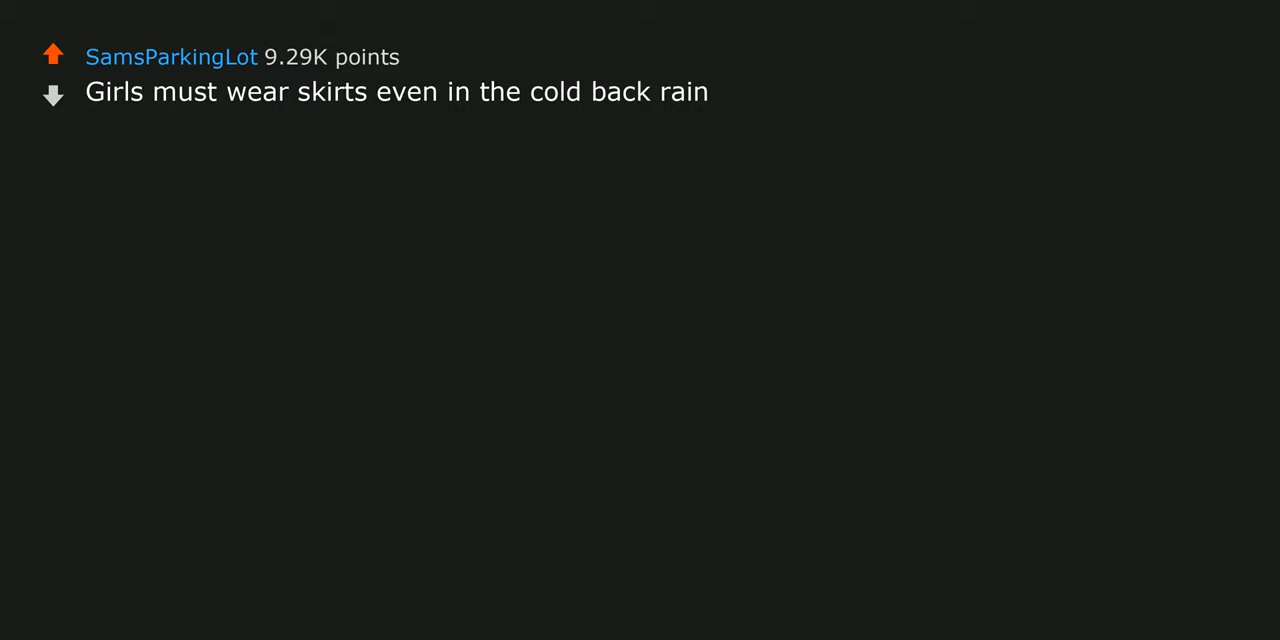 SamsParkingLot 9.29K points
Girls must wear skirts even in the cold back rain